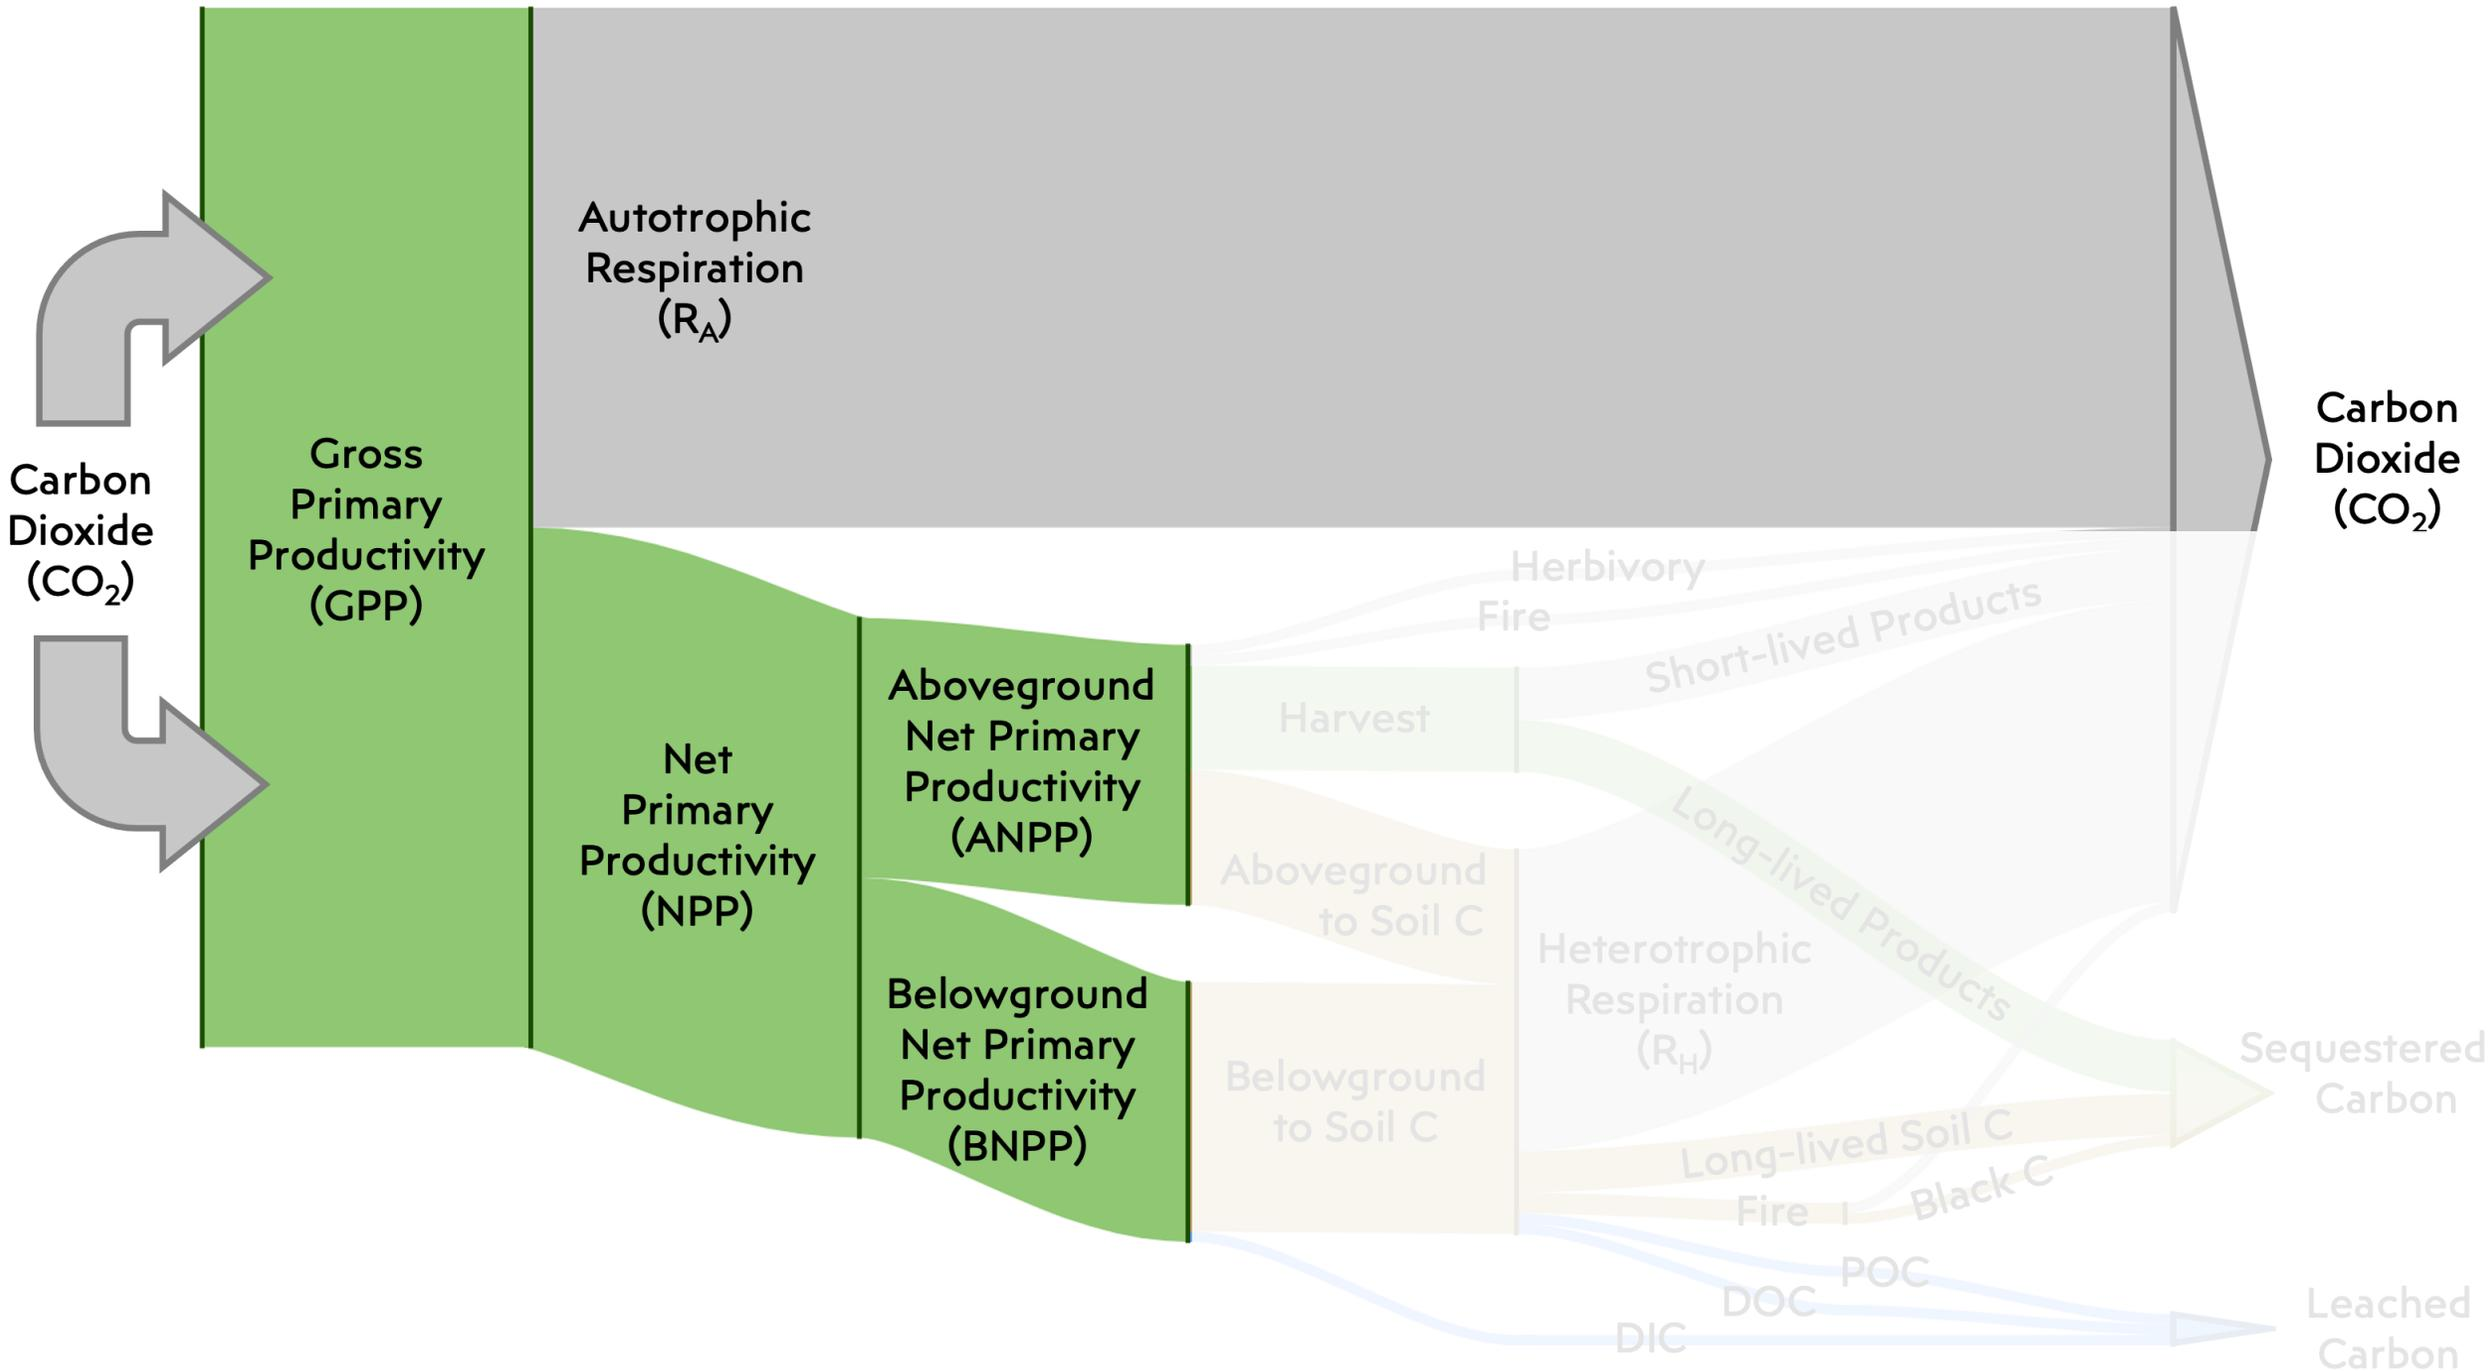 Carbon
Dioxide
(CO₂)
Gross
Primary
Productivity
(GPP)
Autotrophic
Respiration
(R_A)
Net
Primary
Productivity
(NPP)
Aboveground
Net Primary
Productivity
(ANPP)
Belowground
Net Primary
Productivity
(BNPP)
Herbivory
Fire
Harvest
Short-lived Products
Aboveground
to Soil C
Belowground
to Soil C
Long-lived Products
Heterotrophic
Respiration
(R_H)
Long-lived Soil C
Fire
Black C
POC
DOC
DIC
Carbon
Dioxide
(CO₂)
Sequestered
Carbon
Leached
Carbon